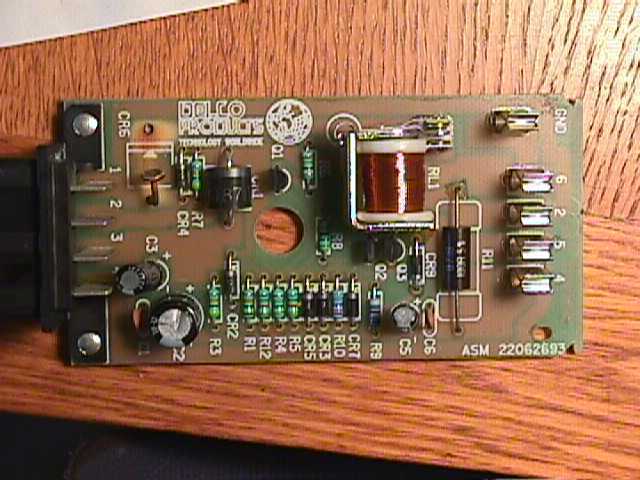 DELCO
PRODUCTS
TECHNOLOGY WORLDWIDE
CR6
1
2
3
CR4
R7
Q1
RL1
GND
6
2
5
4
R8
Q2
Q3
CR9
R11
C3
R3
CR2
R1
R12
R4
R5
CR5
CR3
R10
CR7
R9
C5
C6
ASM 22062693